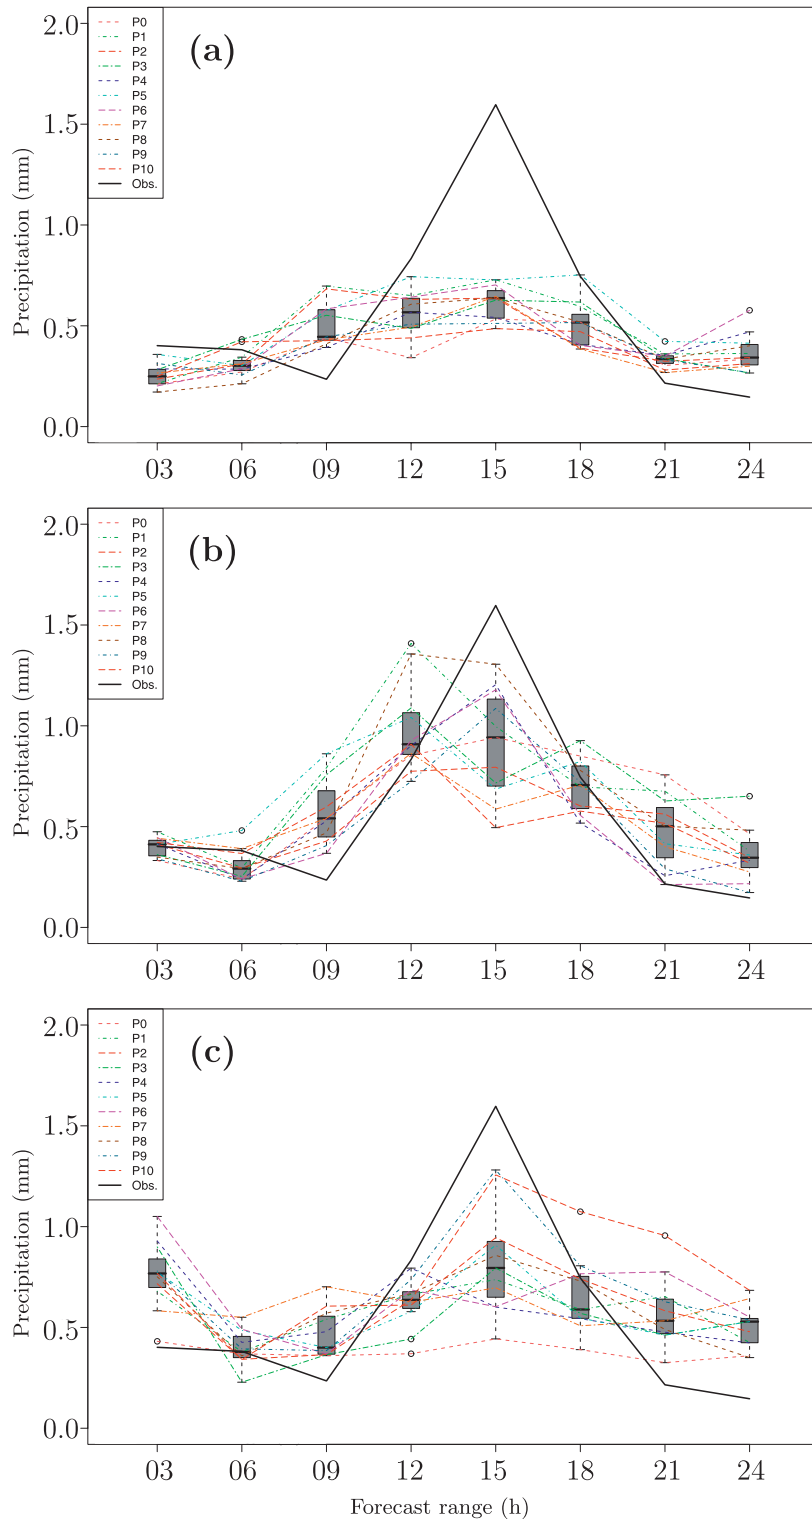 (a)
P0
P1
P2
P3
P4
P5
P6
P7
P8
P9
P10
Obs.
Precipitation (mm)
2.0
1.5
1.0
0.5
0.0
03 06 09 12 15 18 21 24
(b)
P0
P1
P2
P3
P4
P5
P6
P7
P8
P9
P10
Obs.
Precipitation (mm)
2.0
1.5
1.0
0.5
0.0
03 06 09 12 15 18 21 24
(c)
P0
P1
P2
P3
P4
P5
P6
P7
P8
P9
P10
Obs.
Precipitation (mm)
2.0
1.5
1.0
0.5
0.0
03 06 09 12 15 18 21 24
Forecast range (h)